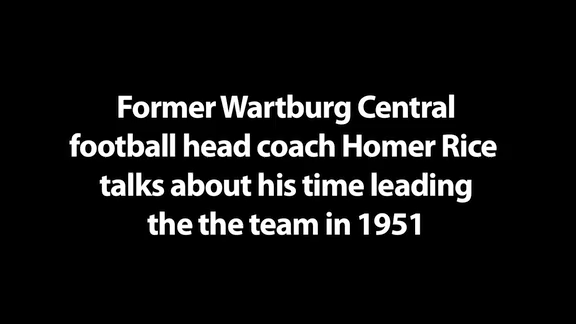 Former Wartburg Central
football head coach Homer Rice
talks about his time leading
the the team in 1951